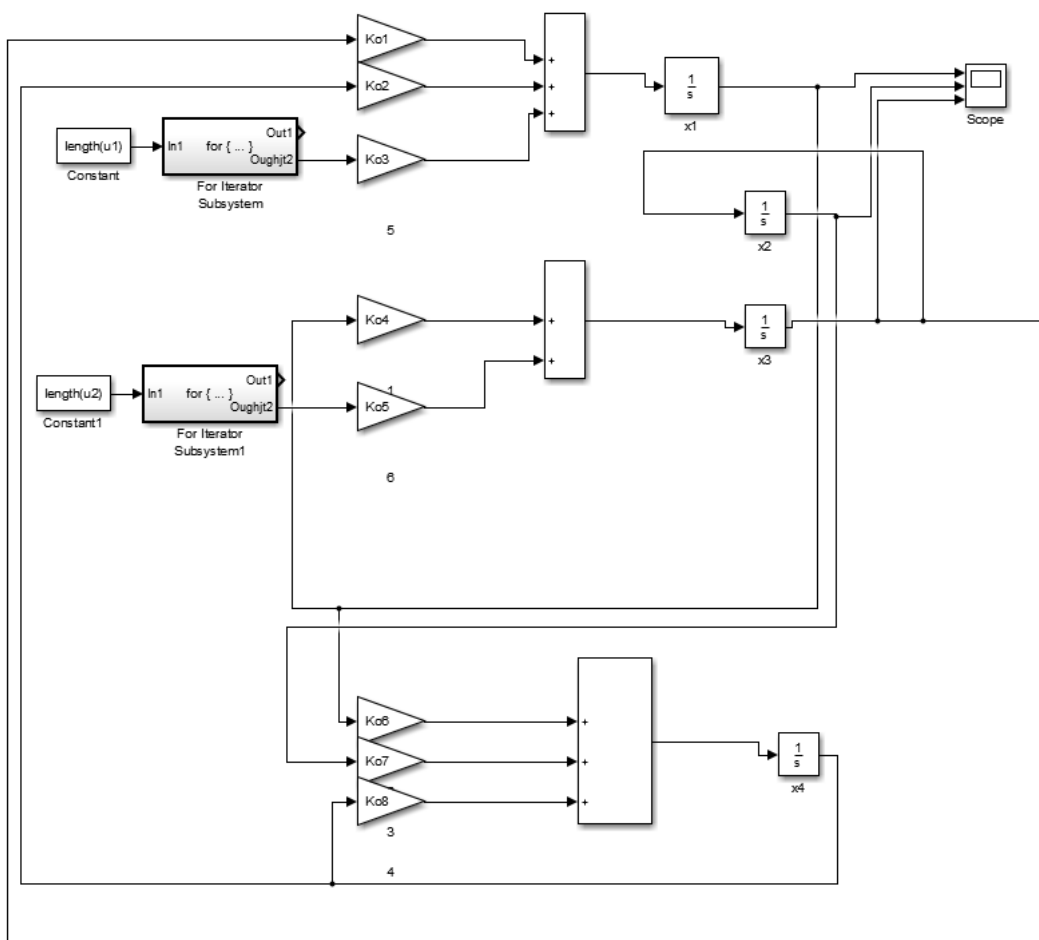 Ko1
+
1
s
x1
Scope
Ko2
+
+
length(u1)
Constant
In1
for { ... }
Out1
Oughjt2
For Iterator
Subsystem
Ko3
5
1
s
x2
Ko4
+
1
s
x3
+
length(u2)
Constant1
In1
for { ... }
Out1
Oughjt2
For Iterator
Subsystem1
1
Ko5
6
Ko6
+
Ko7
+
1
s
x4
Ko8
+
3
4